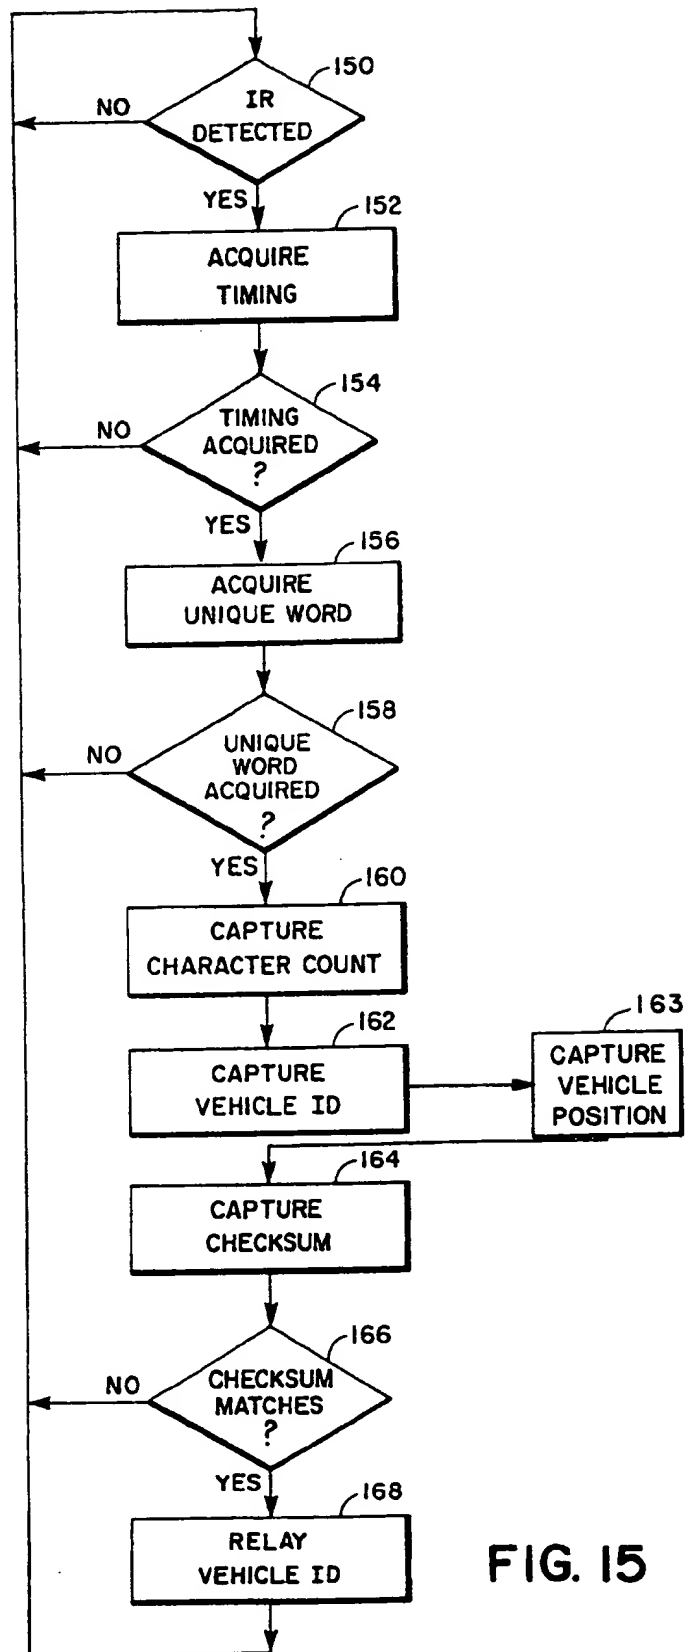 150
IR
DETECTED
NO
YES
152
ACQUIRE
TIMING
154
TIMING
ACQUIRED
?
NO
YES
156
ACQUIRE
UNIQUE WORD
158
UNIQUE
WORD
ACQUIRED
?
NO
YES
160
CAPTURE
CHARACTER COUNT
162
CAPTURE
VEHICLE ID
163
CAPTURE
VEHICLE
POSITION
164
CAPTURE
CHECKSUM
166
CHECKSUM
MATCHES
?
NO
YES
168
RELAY
VEHICLE ID
FIG. 15